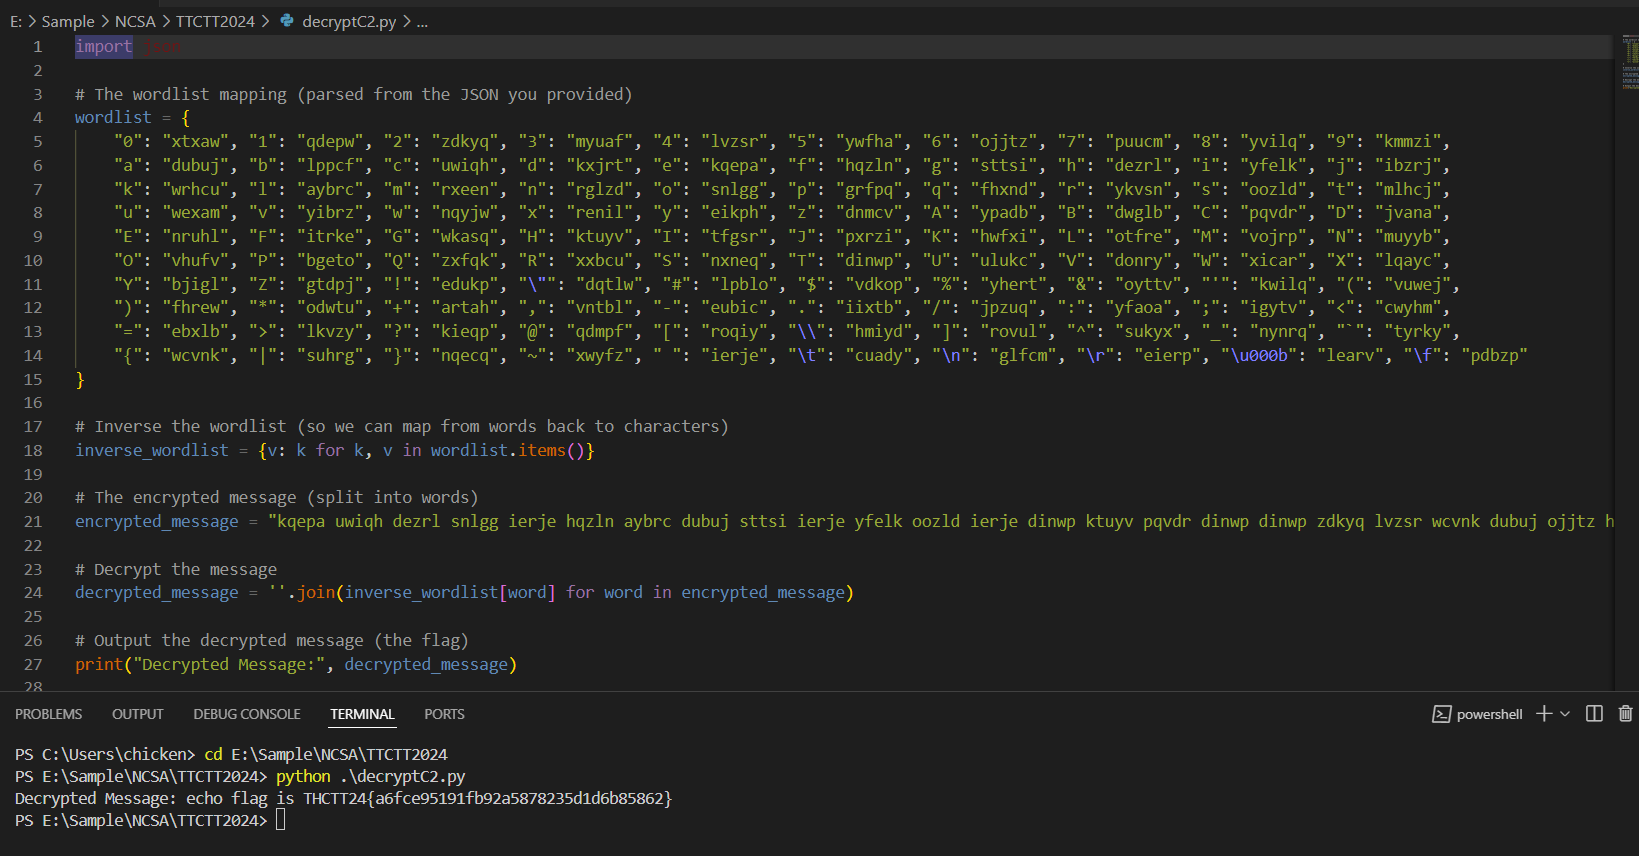 E: > Sample > NCSA > TTCTT2024 > decryptC2.py > ...
1 import
2
3 # The wordlist mapping (parsed from the JSON you provided)
4 wordlist = {
5 "0": "xtxaw", "1": "qdepw", "2": "zdkyq", "3": "myuaf", "4": "lvzsr", "5": "ywfha", "6": "ojjtz", "7": "puucm", "8": "yvilq", "9": "kmmzi",
6 "a": "dubuj", "b": "lppcf", "c": "uwiqh", "d": "kxjrt", "e": "kqepa", "f": "hqzln", "g": "sttsi", "h": "dezrl", "i": "yfelk", "j": "ibzrj",
7 "k": "wrhcu", "l": "aybrc", "m": "rxeen", "n": "rglzd", "o": "snlgg", "p": "grfpq", "q": "fhxnd", "r": "ykvsn", "s": "oozld", "t": "mlhcj",
8 "u": "wexam", "v": "yibrz", "w": "nqyjw", "x": "renil", "y": "eikph", "z": "dnmcv", "A": "ypadb", "B": "dwglb", "C": "pqvdr", "D": "jvana",
9 "E": "nruhl", "F": "itrke", "G": "wkasq", "H": "ktuyv", "I": "tfgsr", "J": "pxrzi", "K": "hwfxi", "L": "otfre", "M": "vojrp", "N": "muyyb",
10 "O": "vhufv", "P": "bgeto", "Q": "zxfqk", "R": "xxbcu", "S": "nxneq", "T": "dinwp", "U": "ulukc", "V": "donry", "W": "xicar", "X": "lqayc",
11 "Y": "bjigl", "Z": "gtdpj", "!": "edukp", "\"": "dqtlw", "#": "lpblo", "$": "vdkop", "%": "yhert", "&": "oyttv", "'": "kwilq", "(": "vuwej",
12 ")": "fhrew", "*": "odwtu", "+": "artah", ",": "vntbl", "-": "eubic", ".": "iixtb", "/": "jpzuq", ":": "yfaoa", ";": "igytv", "<": "cwyhm",
13 "=": "ebxlb", ">": "lkvzy", "?": "kieqp", "@": "qdmpf", "[": "roqiy", "\\": "hmiyd", "]": "rovul", "^": "sukyx", "_": "nynrq", "`": "tyrky",
14 "{": "wcvnk", "|": "suhrg", "}": "nqecq", "~": "xwyfz", " ": "ierje", "\t": "cuady", "\n": "glfcm", "\r": "eierp", "\u000b": "learv", "\f": "pdbzp"
15 }
16
17 # Inverse the wordlist (so we can map from words back to characters)
18 inverse_wordlist = {v: k for k, v in wordlist.items()}
19
20 # The encrypted message (split into words)
21 encrypted_message = "kqepa uwiqh dezrl snlgg ierje hqzln aybrc dubuj sttsi ierje yfelk oozld ierje dinwp ktuyv pqvdr dinwp dinwp zdkyq lvzsr wcvnk dubuj ojjtz h
22
23 # Decrypt the message
24 decrypted_message = ''.join(inverse_wordlist[word] for word in encrypted_message)
25
26 # Output the decrypted message (the flag)
27 print("Decrypted Message:", decrypted_message)
28
PROBLEMS OUTPUT DEBUG CONSOLE TERMINAL PORTS powershell
PS C:\Users\chicken> cd E:\Sample\NCSA\TTCTT2024
PS E:\Sample\NCSA\TTCTT2024> python .\decryptC2.py
Decrypted Message: echo flag is THCTT24{a6fce95191fb92a5878235d1d6b85862}
PS E:\Sample\NCSA\TTCTT2024>